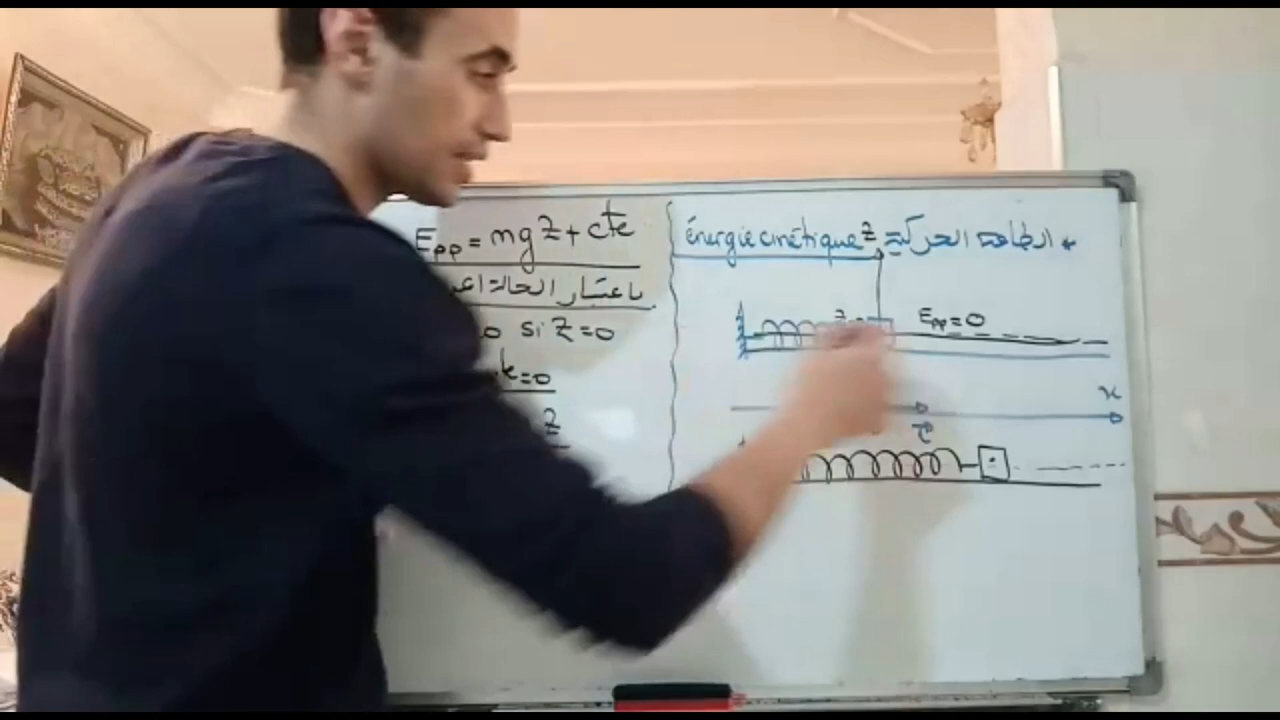 Epp = mgz + cte
باعتبار الحالة
si z=0
=0
z
énergie cinétique الطاقة الحركية *
z
Epp=0
x